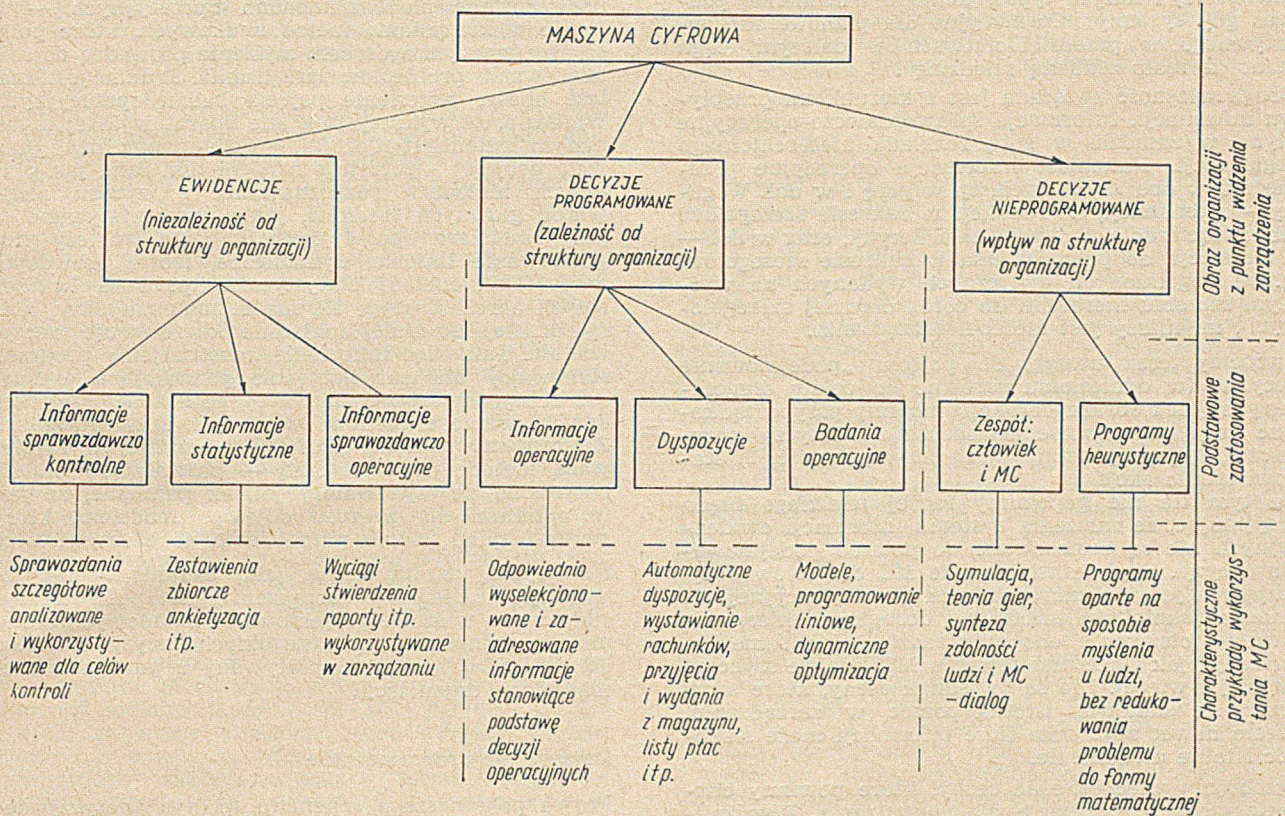 MASZYNA CYFROWA
EWIDENCJE
(niezależność od
struktury organizacji)
DECYZJE
PROGRAMOWANE
(zależność od
struktury organizacji)
DECYZJE
NIEPROGRAMOWANE
(wpływ na strukturę
organizacji)
Obraz organizacji
z punktu widzenia
zarządzenia
Informacje
sprawozdawczo
kontrolne
Informacje
statystyczne
Informacje
sprawozdawczo
operacyjne
Informacje
operacyjne
Dyspozycje
Badania
operacyjne
Zespół:
człowiek
i MC
Programy
heurystyczne
Podstawowe
zastosowania
Sprawozdania
szczegółowe
analizowane
i wykorzysty-
wane dla celów
kontroli
Zestawienia
zbiorcze
ankietyzacja
itp.
Wyciągi
stwierdzenia
raporty itp.
wykorzystywane
w zarządzaniu
Odpowiednio
wyselekcjono-
wane i za-
adresowane
informacje
stanowiące
podstawę
decyzji
operacyjnych
Automatyczne
dyspozycje,
wystawianie
rachunków,
przyjęcia
i wydania
z magazynu,
listy płac
itp.
Modele,
programowanie
liniowe,
dynamiczne
optymizacja
Symulacja,
teoria gier,
synteza
zdolności
ludzi i MC
-dialog
Programy
oparte na
sposobie
myślenia
u ludzi,
bez reduko-
wania
problemu
do formy
matematycznej
Charakterystyczne
przykłady wykorzys-
tania MC